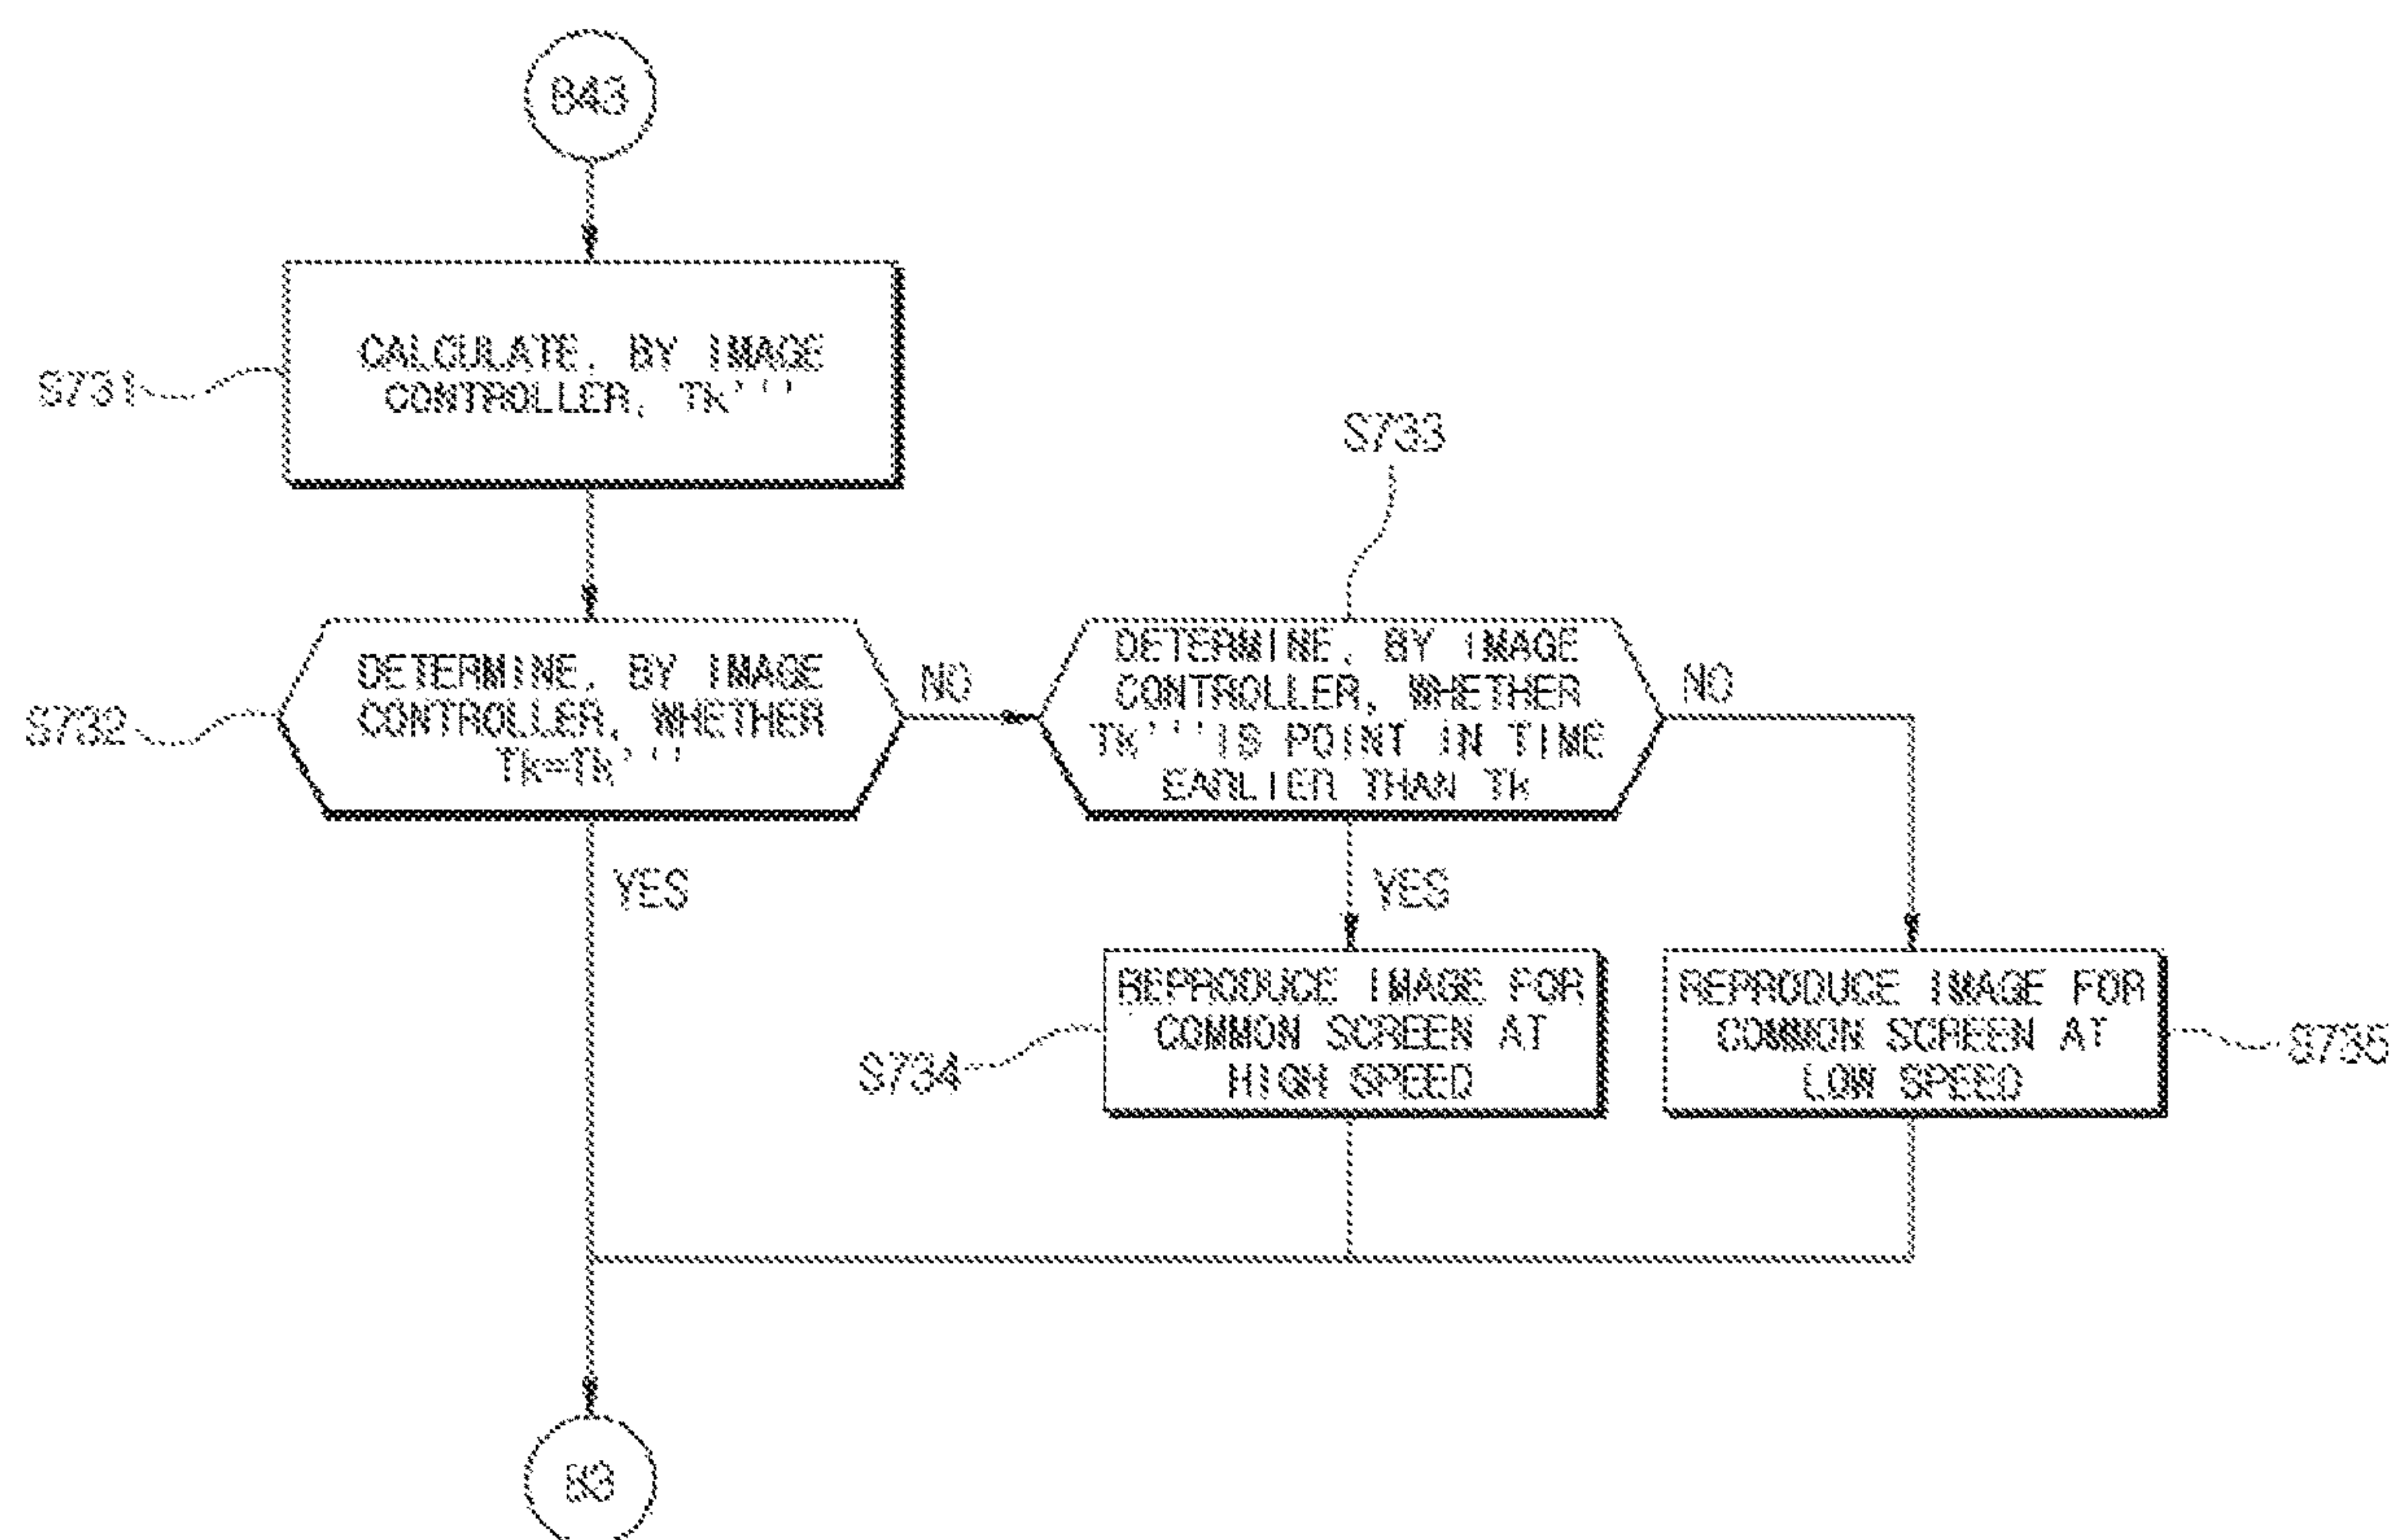 B43
CALCULATE, BY IMAGE
CONTROLLER, Tk'''
S731
S733
DETERMINE, BY IMAGE
CONTROLLER, WHETHER
Tk=Tk'''
S732
NO
DETERMINE, BY IMAGE
CONTROLLER, WHETHER
Tk'''IS POINT IN TIME
EARLIER THAN Tk
NO
YES
YES
REPRODUCE IMAGE FOR
COMMON SCREEN AT
HIGH SPEED
S734
REPRODUCE IMAGE FOR
COMMON SCREEN AT
LOW SPEED
S735